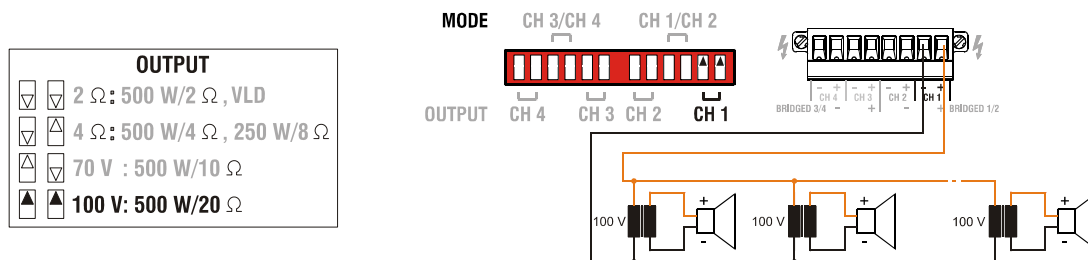 OUTPUT
2 Ω: 500 W/2 Ω, VLD
4 Ω: 500 W/4 Ω, 250 W/8 Ω
70 V : 500 W/10 Ω
100 V: 500 W/20 Ω
MODE CH 3/CH 4 CH 1/CH 2
OUTPUT CH 4 CH 3 CH 2 CH 1
- + - + - + - +
CH 4 CH 3 CH 2 CH 1
BRIDGED 3/4 - + - + BRIDGED 1/2
100 V + -
100 V + -
100 V + -